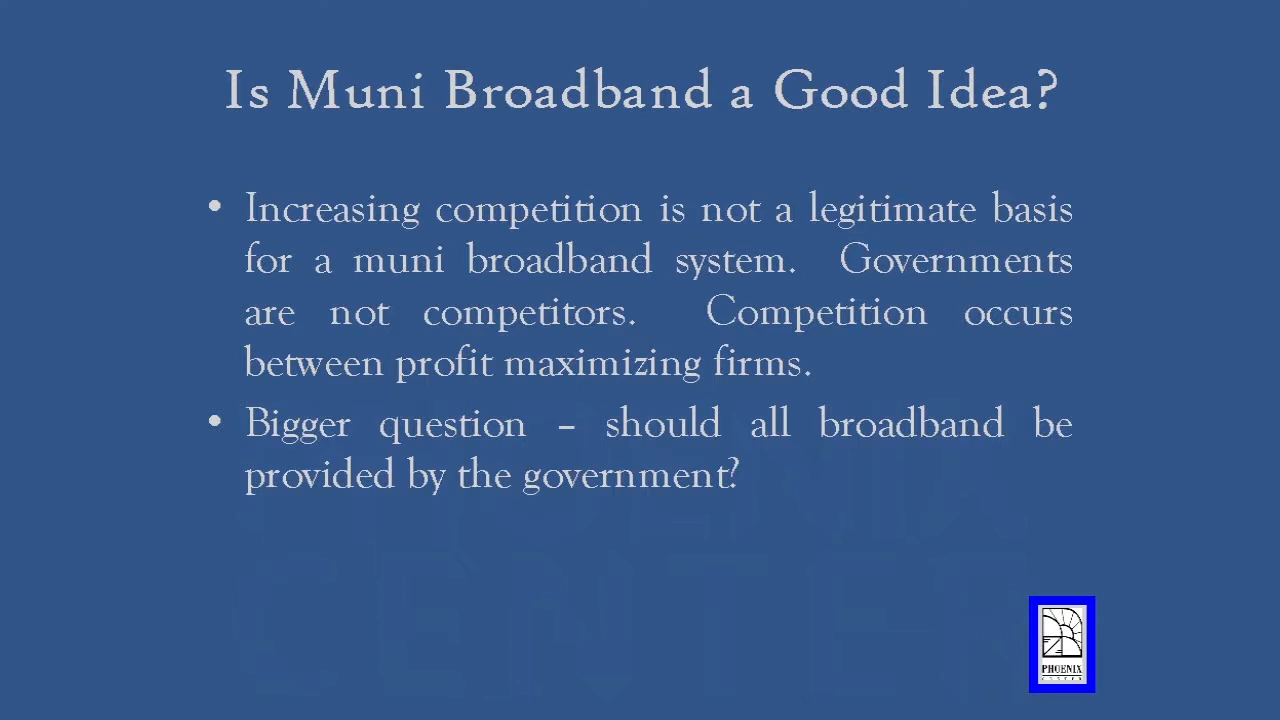 Is Muni Broadband a Good Idea?
• Increasing competition is not a legitimate basis
for a muni broadband system. Governments
are not competitors. Competition occurs
between profit maximizing firms.
• Bigger question – should all broadband be
provided by the government?
PHOENIX
CENTER